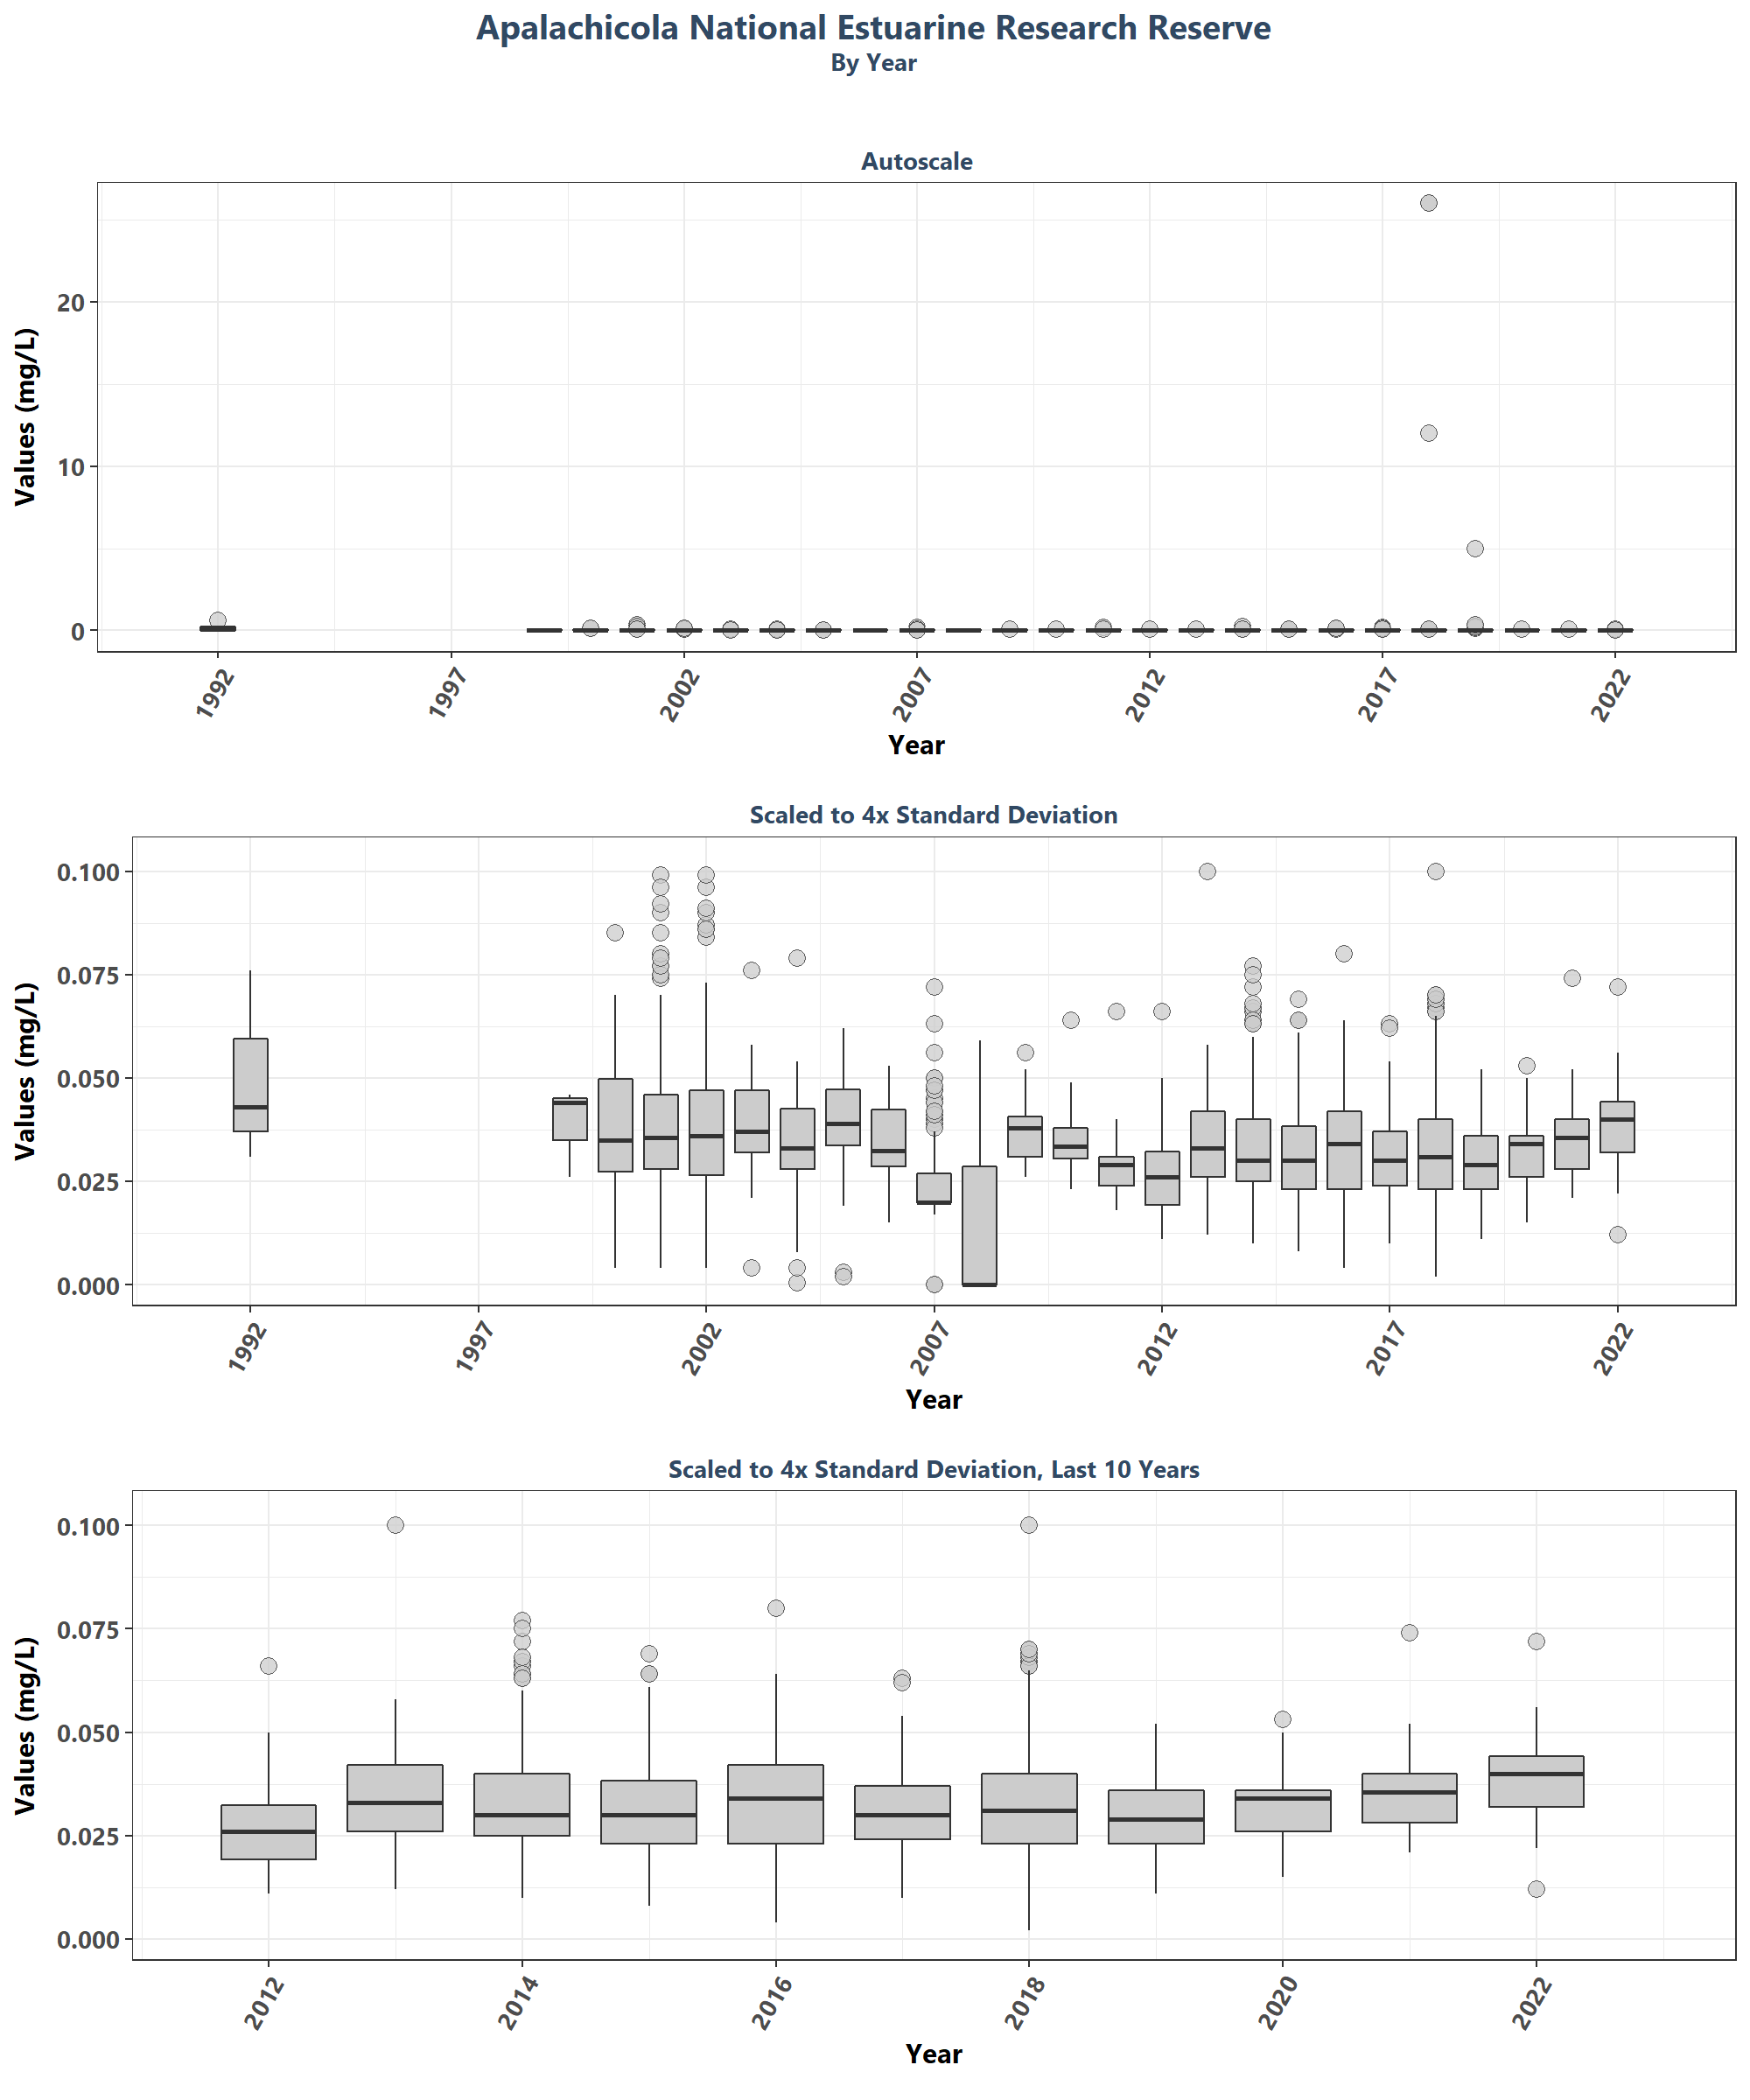 Apalachicola National Estuarine Research Reserve
By Year
Autoscale
Values (mg/L)
20
10
0
1992 1997 2002 2007 2012 2017 2022
Year
Scaled to 4x Standard Deviation
Values (mg/L)
0.100
0.075
0.050
0.025
0.000
1992 1997 2002 2007 2012 2017 2022
Year
Scaled to 4x Standard Deviation, Last 10 Years
Values (mg/L)
0.100
0.075
0.050
0.025
0.000
2012 2014 2016 2018 2020 2022
Year